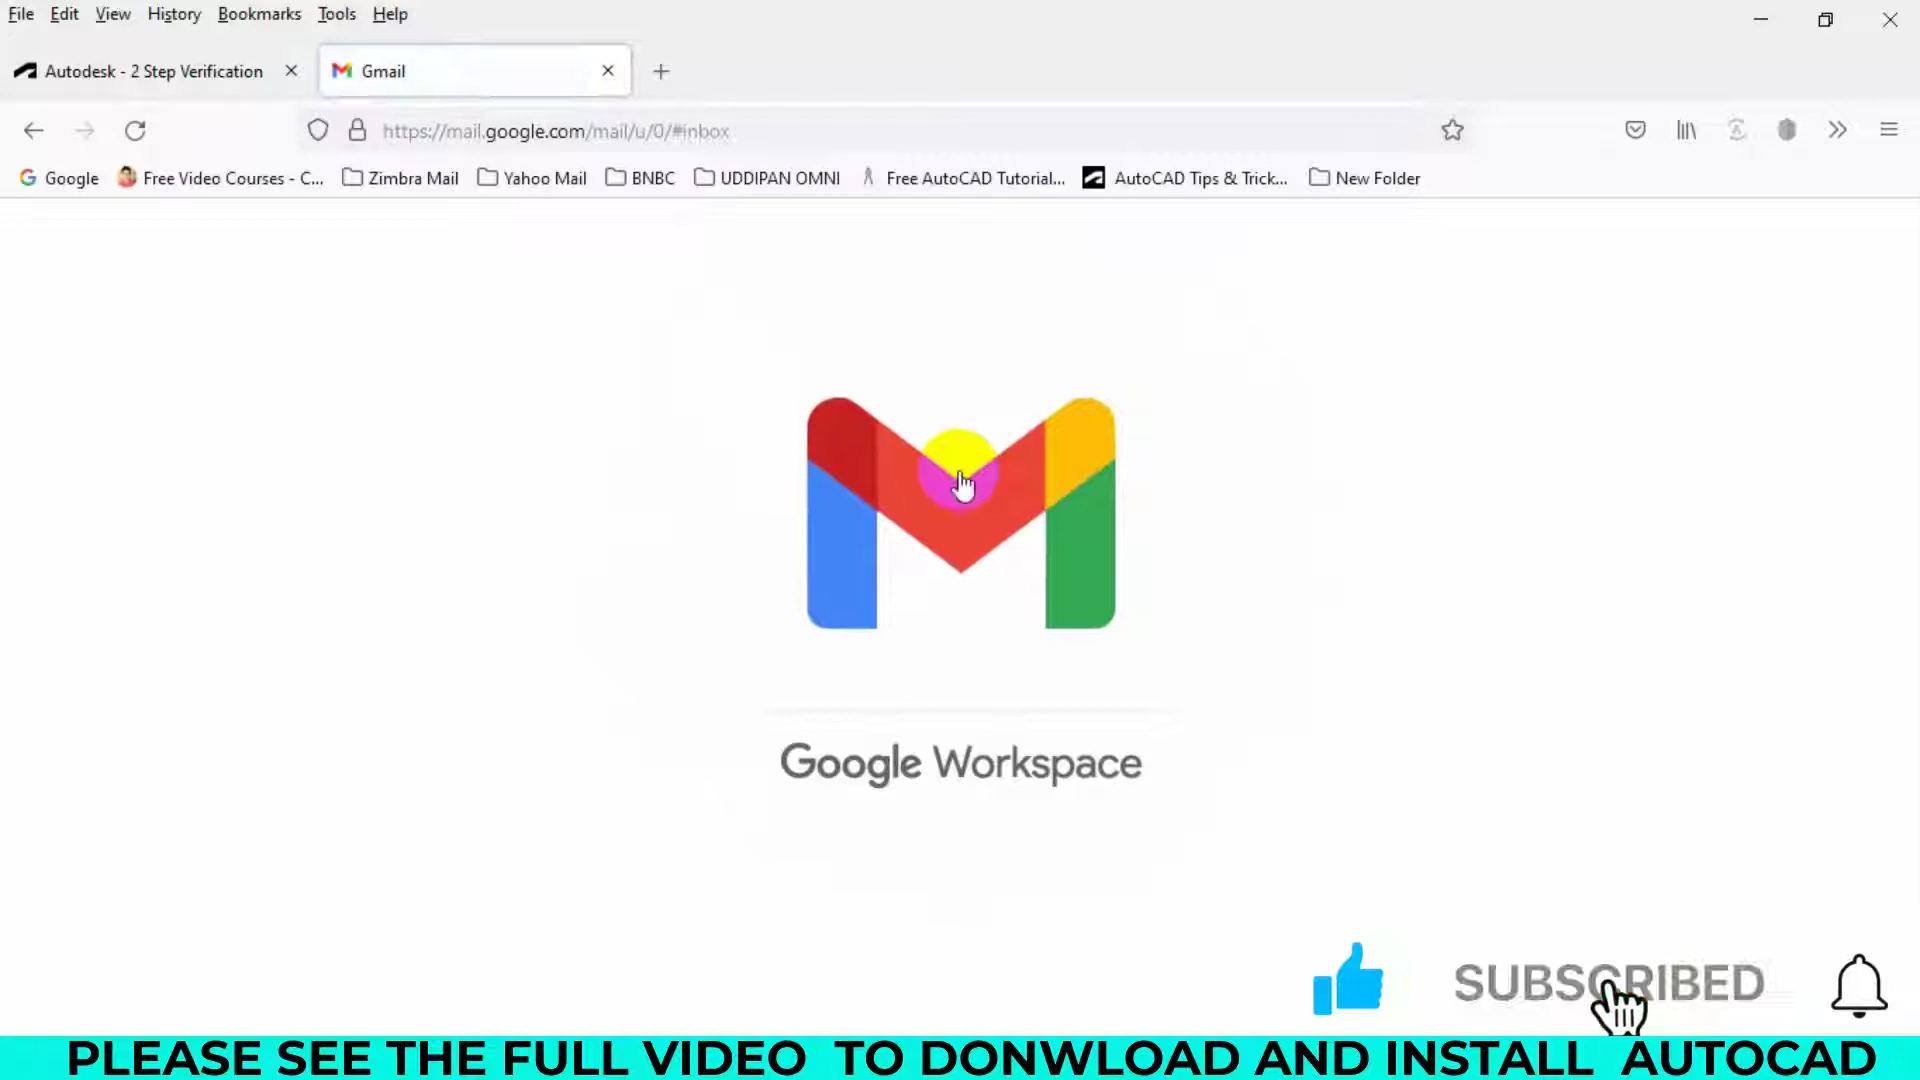 File Edit View History Bookmarks Tools Help
Autodesk - 2 Step Verification Gmail
https://mail.google.com/mail/u/0/#inbox
Google Free Video Courses - C... Zimbra Mail Yahoo Mail BNBC UDDIPAN OMNI Free AutoCAD Tutorial... AutoCAD Tips & Trick... New Folder
Google Workspace
SUBSCRIBED
PLEASE SEE THE FULL VIDEO TO DONWLOAD AND INSTALL AUTOCAD